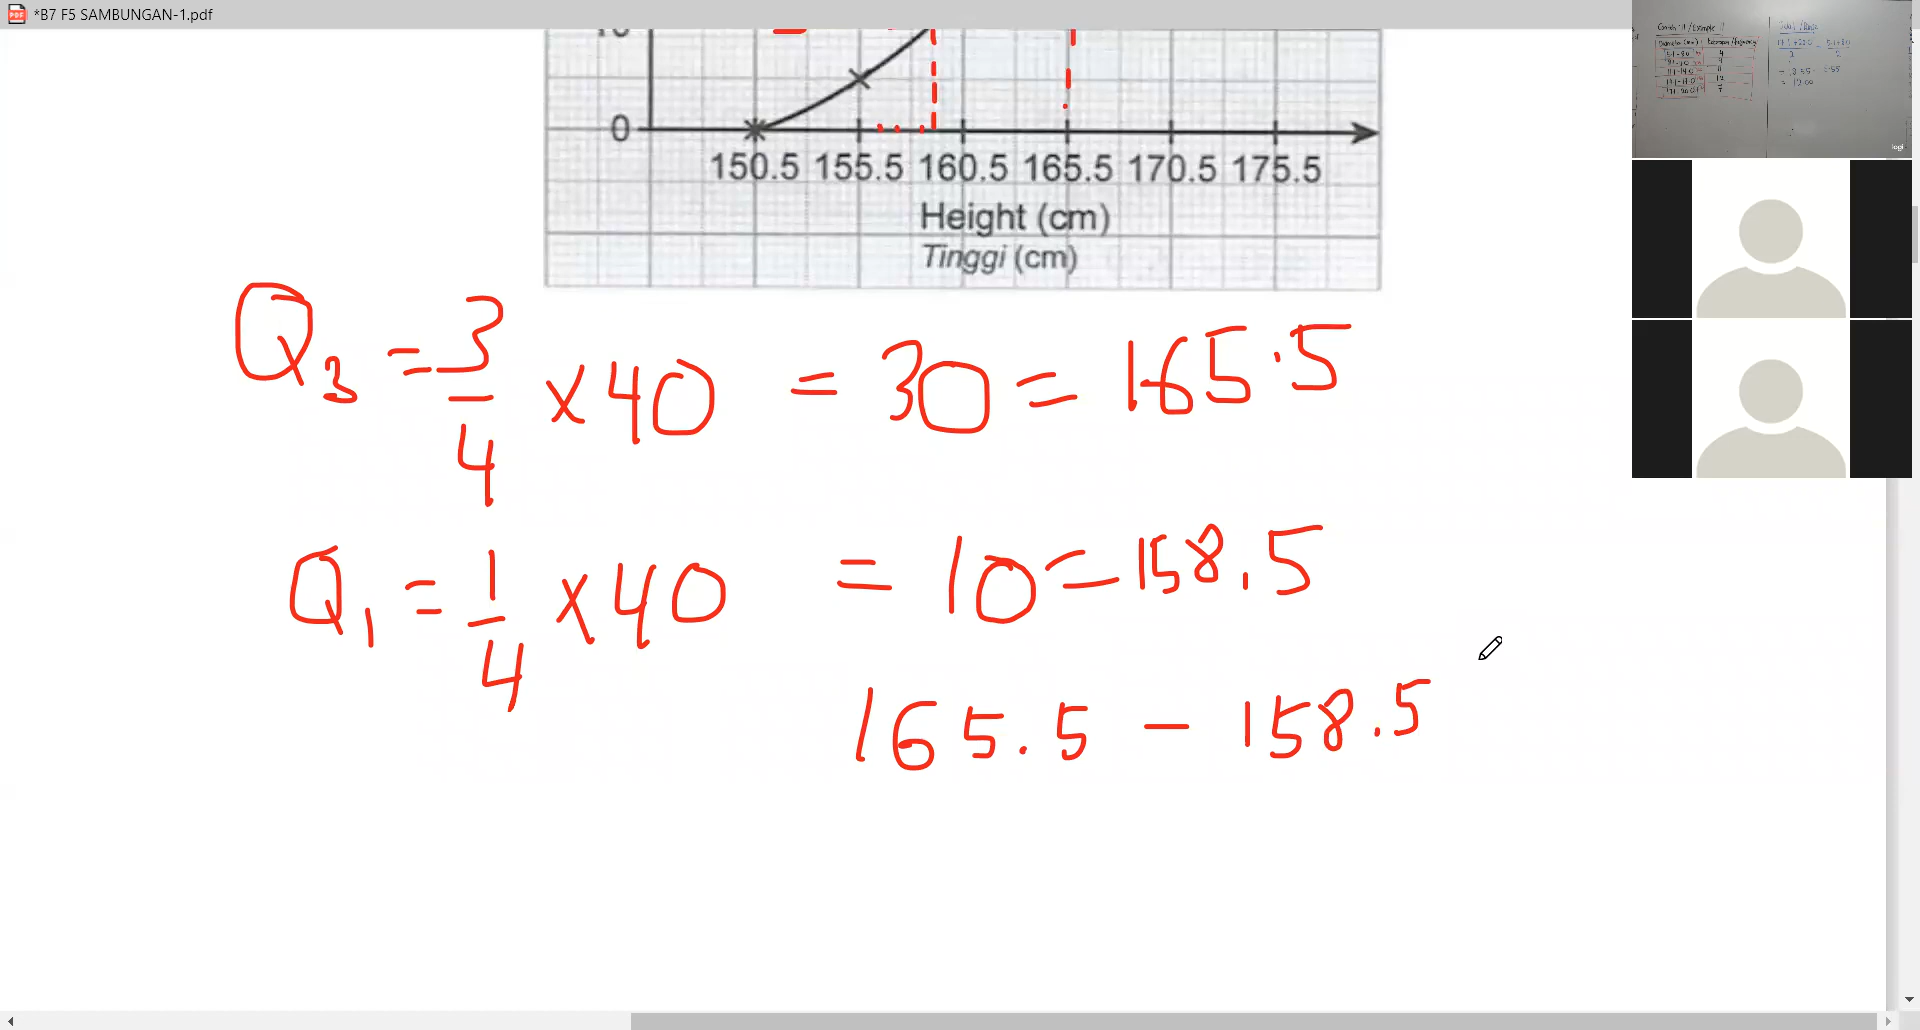 *B7 F5 SAMBUNGAN-1.pdf
10
0
150.5 155.5 160.5 165.5 170.5 175.5
Height (cm)
Tinggi (cm)
Q3 = 3/4 × 40 = 30 = 165.5
Q1 = 1/4 × 40 = 10 = 158.5
165.5 - 158.5
logi